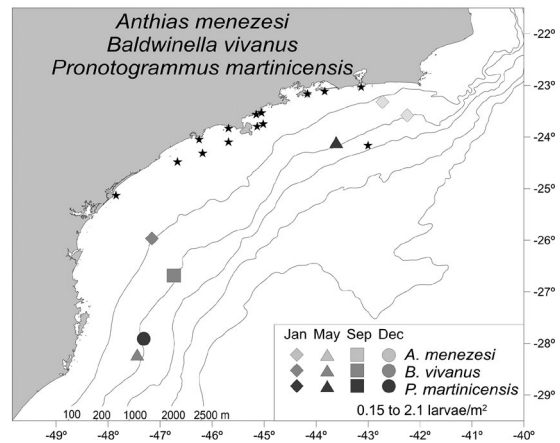 Anthias menezesi
Baldwinella vivanus
Pronotogrammus martinicensis
-22°
-23°
-24°
-25°
-26°
-27°
-28°
-29°
Jan May Sep Dec
A. menezesi
B. vivanus
P. martinicensis
0.15 to 2.1 larvae/m²
100 200 1000 2000 2500 m
-49° -48° -47° -46° -45° -44° -43° -42° -41° -40°